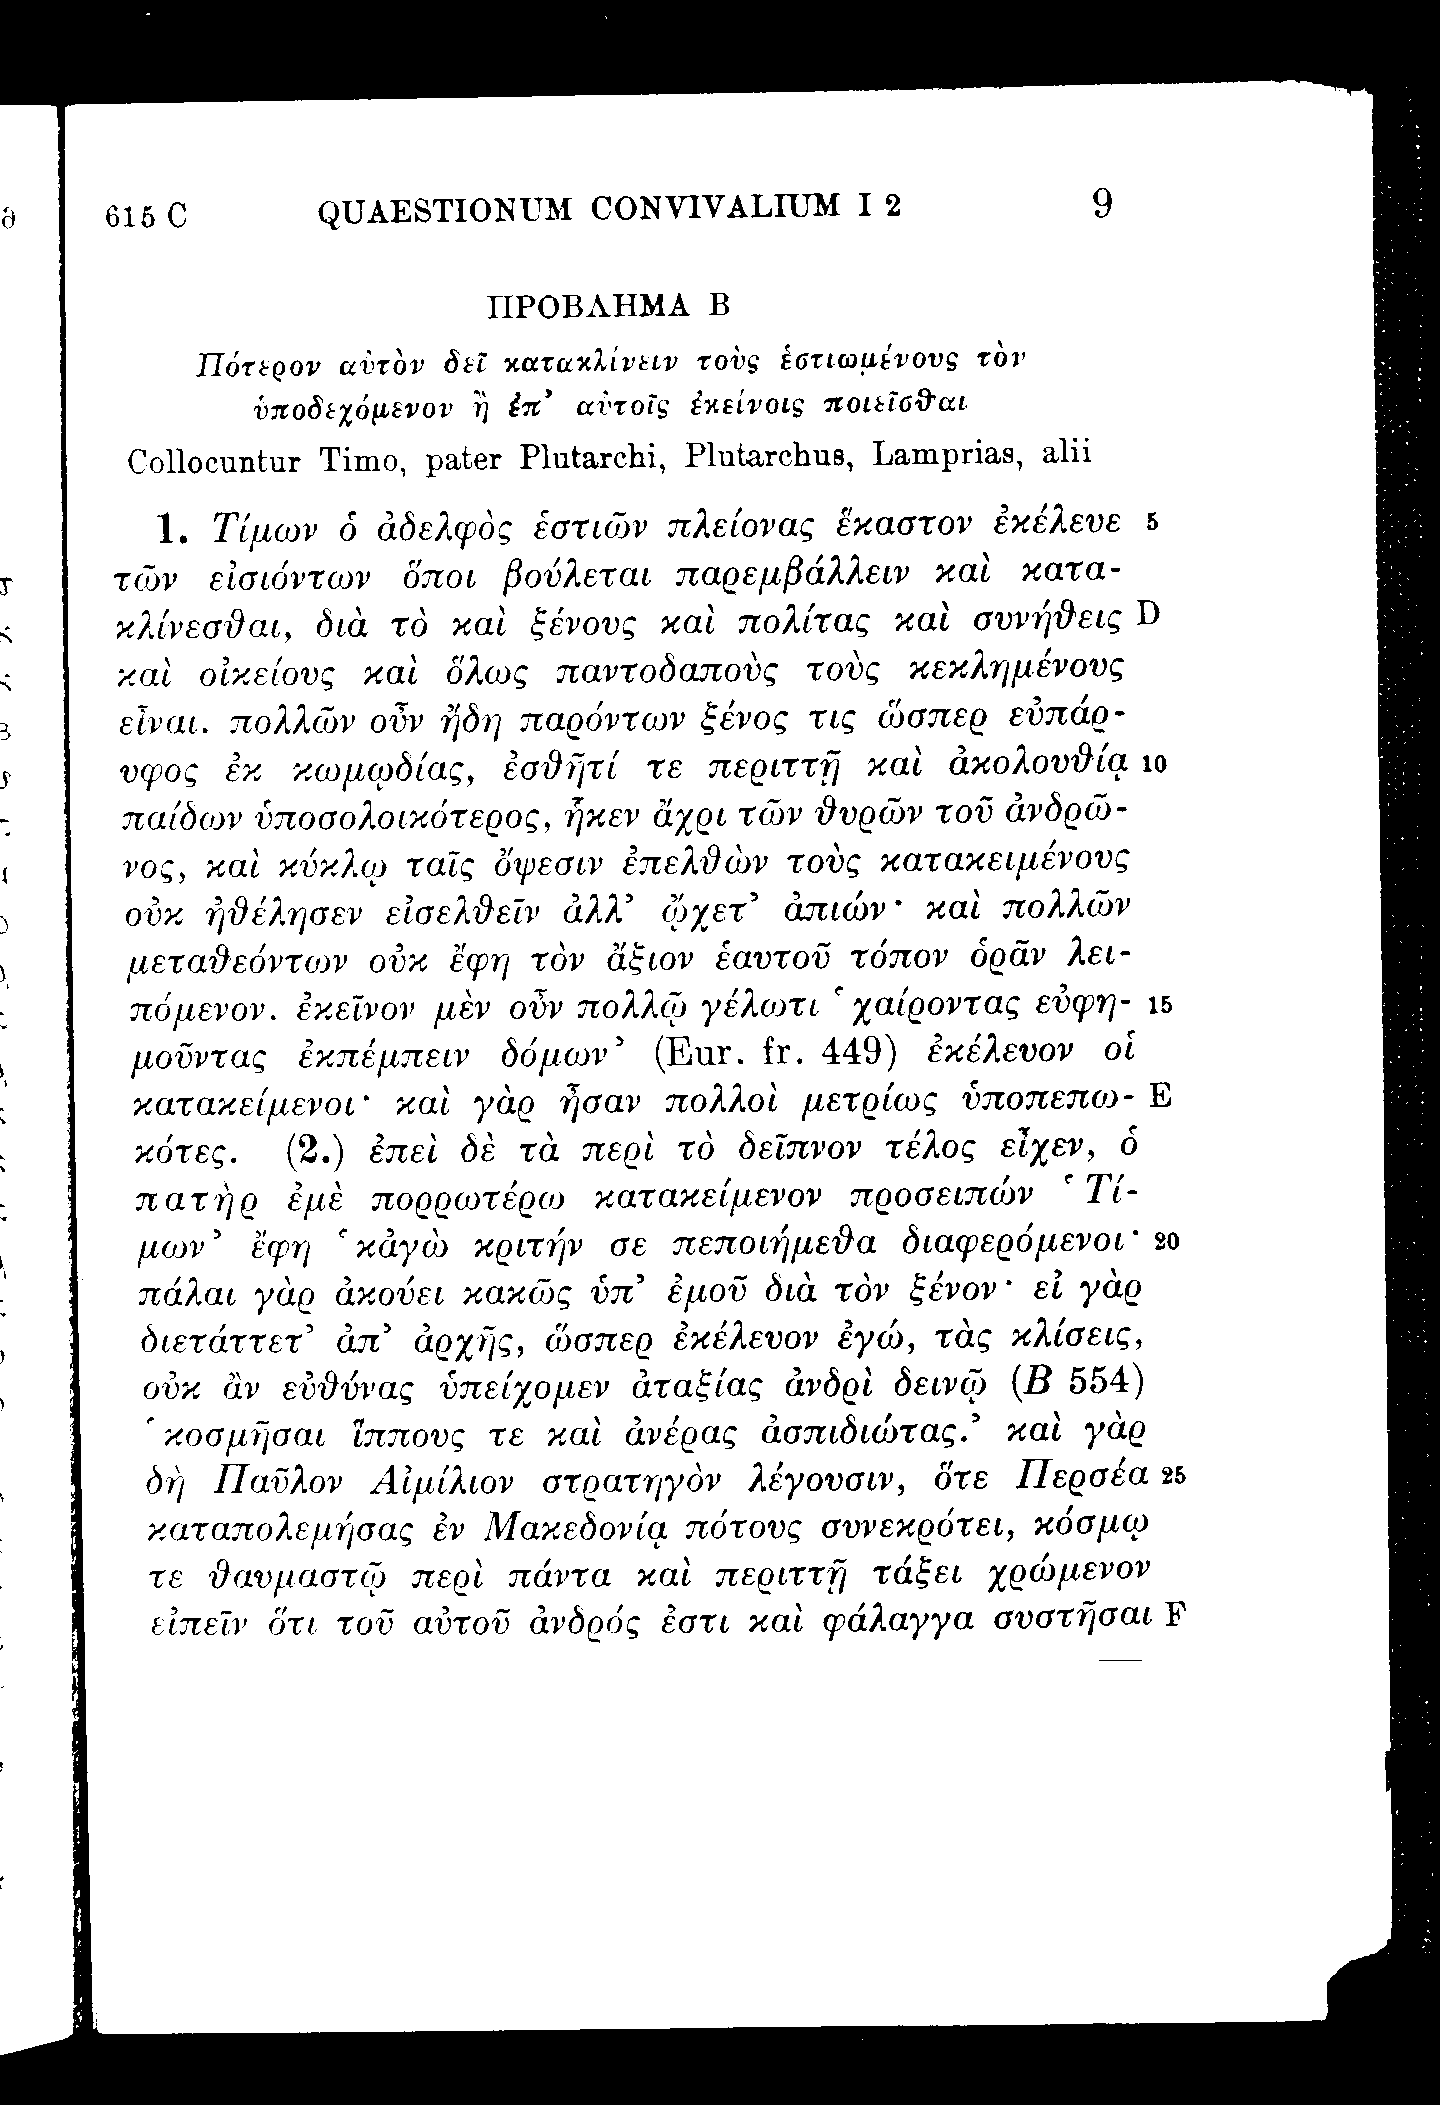 615 C QUAESTIONUM CONVIVALIUM I 2 9
ΠΡΟΒΛΗΜΑ Β
Πότερον αὐτὸν δεῖ κατακλίνειν τοὺς ἑστιωμένους τὸν
ὑποδεχόμενον ἢ ἐπ’ αὐτοῖς ἐκείνοις ποιεῖσθαι
Collocuntur Timo, pater Plutarchi, Plutarchus, Lamprias, alii
1. Τίμων ὁ ἀδελφὸς ἑστιῶν πλείονας ἕκαστον ἐκέλευε 5
τῶν εἰσιόντων ὅποι βούλεται παρεμβάλλειν καὶ κατα-
κλίνεσθαι, διὰ τὸ καὶ ξένους καὶ πολίτας καὶ συνήθεις D
καὶ οἰκείους καὶ ὅλως παντοδαποὺς τοὺς κεκλημένους
εἶναι. πολλῶν οὖν ἤδη παρόντων ξένος τις ὥσπερ εὐπάρ-
υφος ἐκ κωμῳδίας, ἐσθῆτί τε περιττῇ καὶ ἀκολουθίᾳ 10
παίδων ὑποσολοικότερος, ἧκεν ἄχρι τῶν θυρῶν τοῦ ἀνδρῶ-
νος, καὶ κύκλῳ ταῖς ὄψεσιν ἐπελθὼν τοὺς κατακειμένους
οὐκ ἠθέλησεν εἰσελθεῖν ἀλλ’ ᾤχετ’ ἀπιών· καὶ πολλῶν
μεταθεόντων οὐκ ἔφη τὸν ἄξιον ἑαυτοῦ τόπον ὁρᾶν λει-
πόμενον. ἐκεῖνον μὲν οὖν πολλῷ γέλωτι ‘χαίροντας εὐφη- 15
μοῦντας ἐκπέμπειν δόμων’ (Eur. fr. 449) ἐκέλευον οἱ
κατακείμενοι· καὶ γὰρ ἦσαν πολλοὶ μετρίως ὑποπεπω- E
κότες. (2.) ἐπεὶ δὲ τὰ περὶ τὸ δεῖπνον τέλος εἶχεν, ὁ
πατὴρ ἐμὲ πορρωτέρω κατακείμενον προσειπών ‘Τί-
μων’ ἔφη ‘κἀγὼ κριτήν σε πεποιήμεθα διαφερόμενοι· 20
πάλαι γὰρ ἀκούει κακῶς ὑπ’ ἐμοῦ διὰ τὸν ξένον· εἰ γὰρ
διετάττετ’ ἀπ’ ἀρχῆς, ὥσπερ ἐκέλευον ἐγώ, τὰς κλίσεις,
οὐκ ἂν εὐθύνας ὑπείχομεν ἀταξίας ἀνδρὶ δεινῷ (B 554)
‘κοσμῆσαι ἵππους τε καὶ ἀνέρας ἀσπιδιώτας.’ καὶ γὰρ
δὴ Παῦλον Αἰμίλιον στρατηγὸν λέγουσιν, ὅτε Περσέα 25
καταπολεμήσας ἐν Μακεδονίᾳ πότους συνεκρότει, κόσμῳ
τε θαυμαστῷ περὶ πάντα καὶ περιττῇ τάξει χρώμενον
εἰπεῖν ὅτι τοῦ αὐτοῦ ἀνδρός ἐστι καὶ φάλαγγα συστῆσαι F